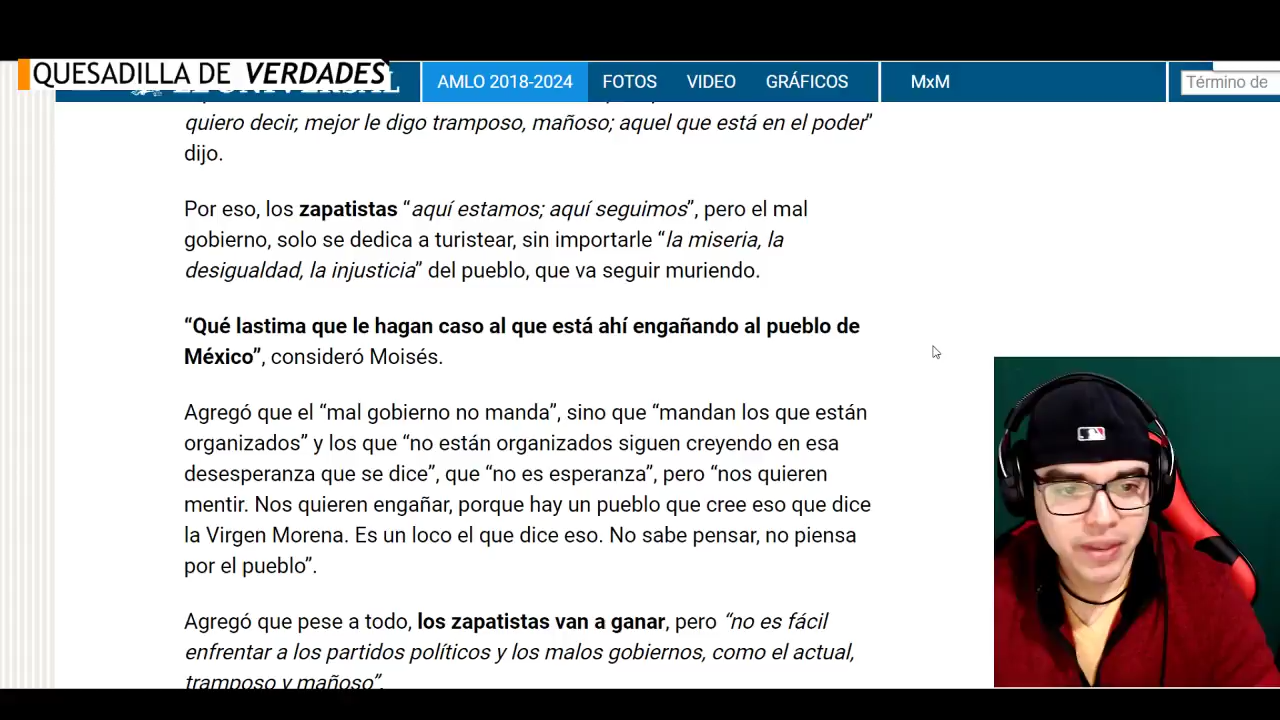 QUESADILLA DE VERDADES
AMLO 2018-2024 FOTOS VIDEO GRÁFICOS MxM Término de
quiero decir, mejor le digo tramposo, mañoso; aquel que está en el poder”
dijo.
Por eso, los zapatistas “aquí estamos; aquí seguimos”, pero el mal
gobierno, solo se dedica a turistear, sin importarle “la miseria, la
desigualdad, la injusticia” del pueblo, que va seguir muriendo.
“Qué lastima que le hagan caso al que está ahí engañando al pueblo de
México”, consideró Moisés.
Agregó que el “mal gobierno no manda”, sino que “mandan los que están
organizados” y los que “no están organizados siguen creyendo en esa
desesperanza que se dice”, que “no es esperanza”, pero “nos quieren
mentir. Nos quieren engañar, porque hay un pueblo que cree eso que dice
la Virgen Morena. Es un loco el que dice eso. No sabe pensar, no piensa
por el pueblo”.
Agregó que pese a todo, los zapatistas van a ganar, pero “no es fácil
enfrentar a los partidos políticos y los malos gobiernos, como el actual,
tramposo y mañoso”.